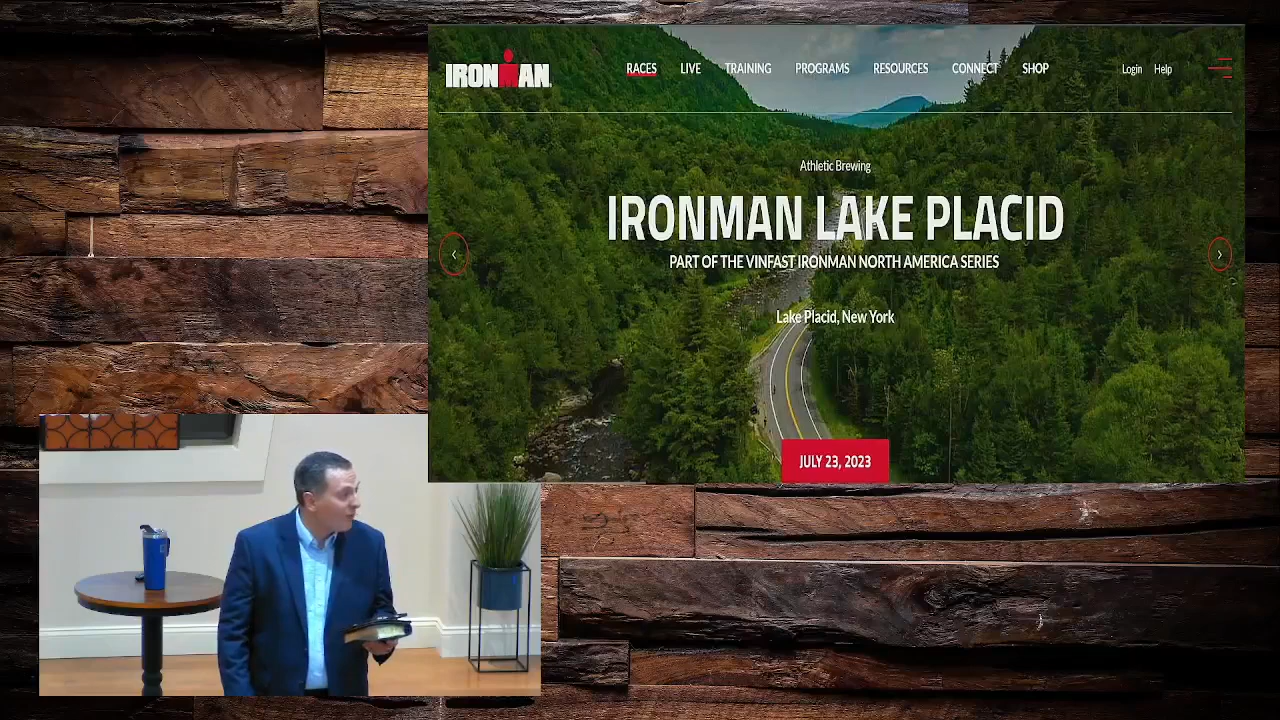 IRONMAN
RACES LIVE TRAINING PROGRAMS RESOURCES CONNECT SHOP Login Help
Athletic Brewing
IRONMAN LAKE PLACID
PART OF THE VINFAST IRONMAN NORTH AMERICA SERIES
Lake Placid, New York
JULY 23, 2023